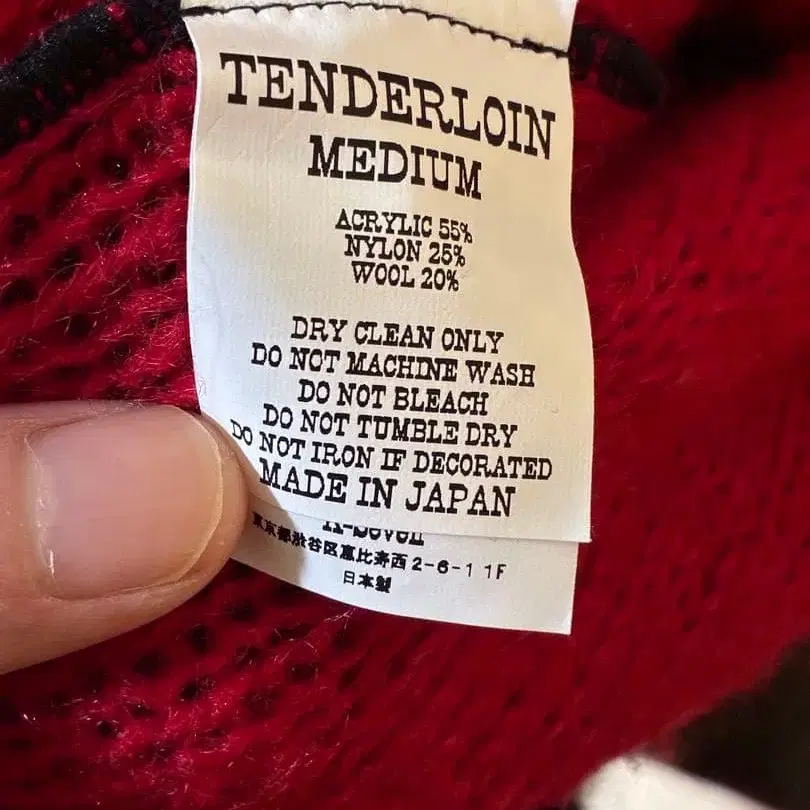 TENDERLOIN
MEDIUM
ACRYLIC 55%
NYLON 25%
WOOL 20%
DRY CLEAN ONLY
DO NOT MACHINE WASH
DO NOT BLEACH
DO NOT TUMBLE DRY
DO NOT IRON IF DECORATED
MADE IN JAPAN
東京都渋谷区恵比寿西2-6-11F
日本製